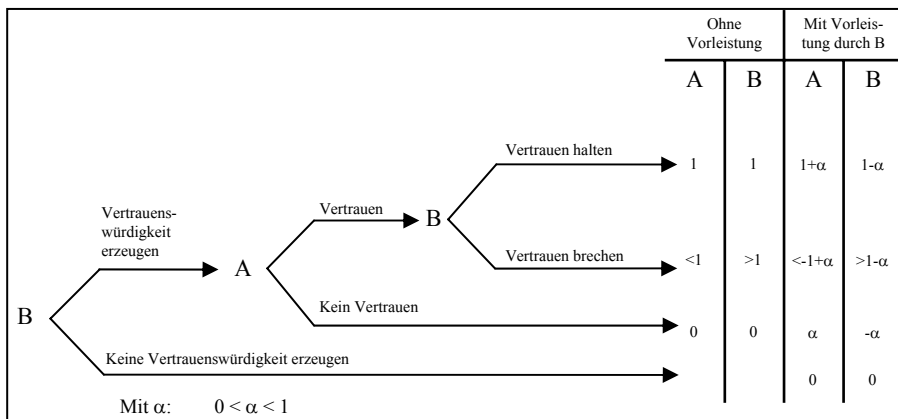 Ohne
Vorleistung
Mit Vorleis-
tung durch B
A B A B
Vertrauen halten
1 1 1+α 1-α
Vertrauens-
würdigkeit
erzeugen
Vertrauen
B
Vertrauen brechen
<1 >1 <-1+α >1-α
A
Kein Vertrauen
B
0 0 α -α
Keine Vertrauenswürdigkeit erzeugen
0 0
Mit α: 0 < α < 1